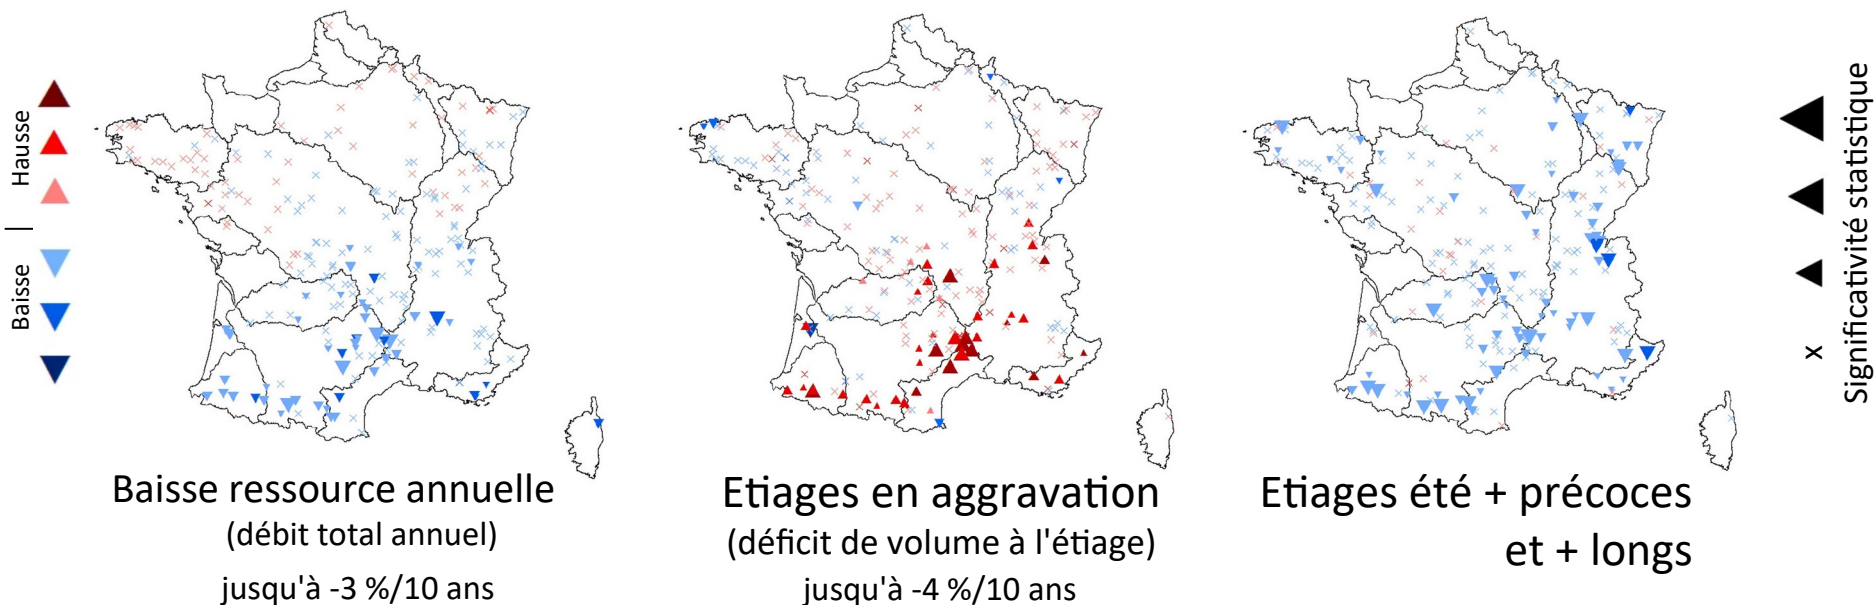 Hausse
|
Baisse
Baisse ressource annuelle
(débit total annuel)
jusqu'à -3 %/10 ans
Etiages en aggravation
(déficit de volume à l'étiage)
jusqu'à -4 %/10 ans
Etiages été + précoces
et + longs
x
Significativité statistique